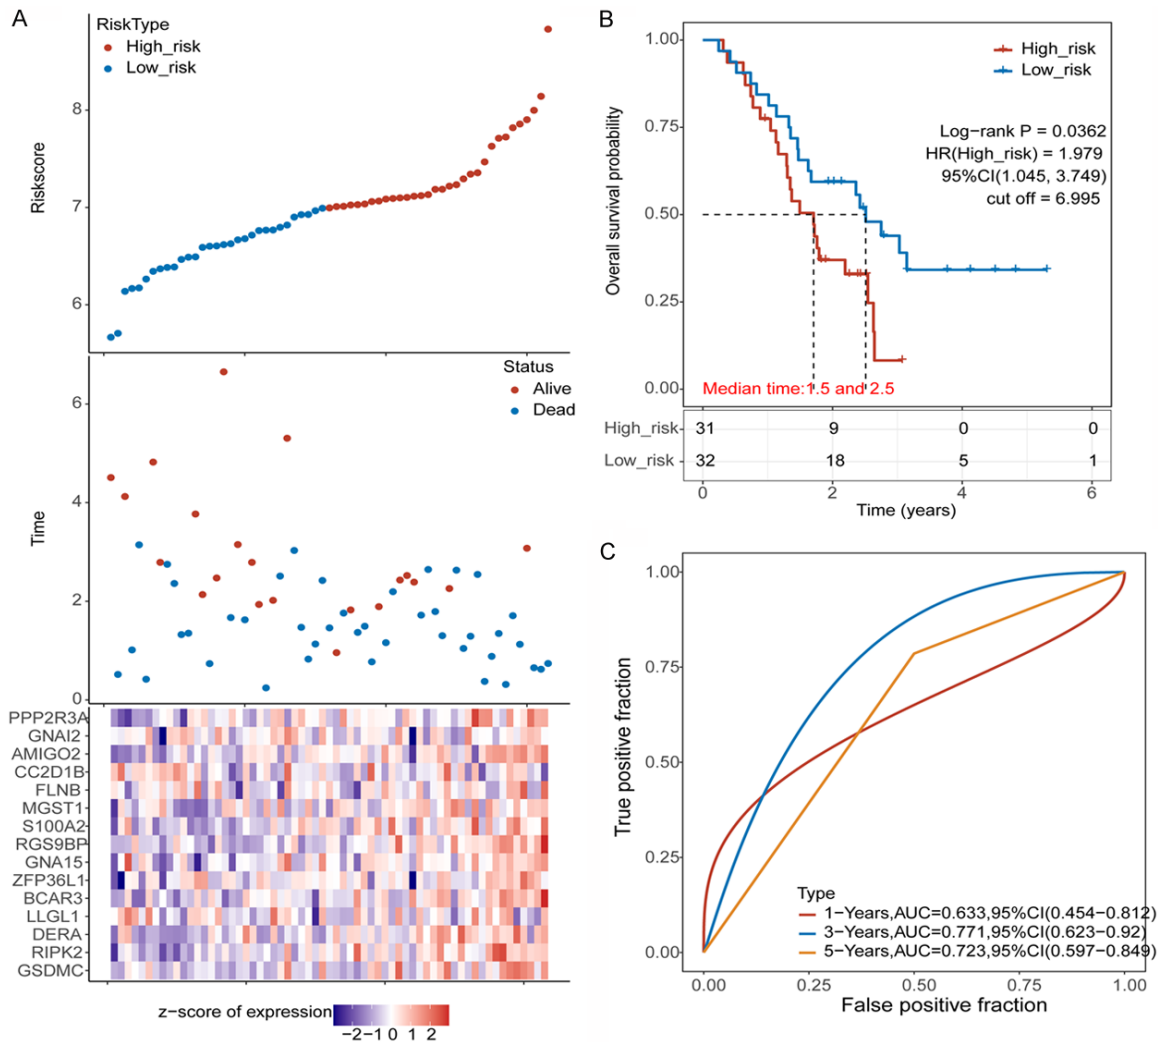 A
RiskType
High_risk
Low_risk
Riskscore
8
7
6
Status
Alive
Dead
Time
6
4
2
0
PPP2R3A
GNAI2
AMIGO2
CC2D1B
FLNB
MGST1
S100A2
RGS9BP
GNA15
ZFP36L1
BCAR3
LLGL1
DERA
RIPK2
GSDMC
z−score of expression
−2 −1 0 1 2
B
High_risk
Low_risk
Log−rank P = 0.0362
HR(High_risk) = 1.979
95%CI(1.045, 3.749)
cut off = 6.995
Overall survival probability
1.00
0.75
0.50
0.25
0.00
Median time:1.5 and 2.5
High_risk 31 9 0 0
Low_risk 32 18 5 1
0 2 4 6
Time (years)
C
True positive fraction
1.00
0.75
0.50
0.25
0.00
Type
1−Years,AUC=0.633,95%CI(0.454−0.812)
3−Years,AUC=0.771,95%CI(0.623−0.92)
5−Years,AUC=0.723,95%CI(0.597−0.849)
0.00 0.25 0.50 0.75 1.00
False positive fraction